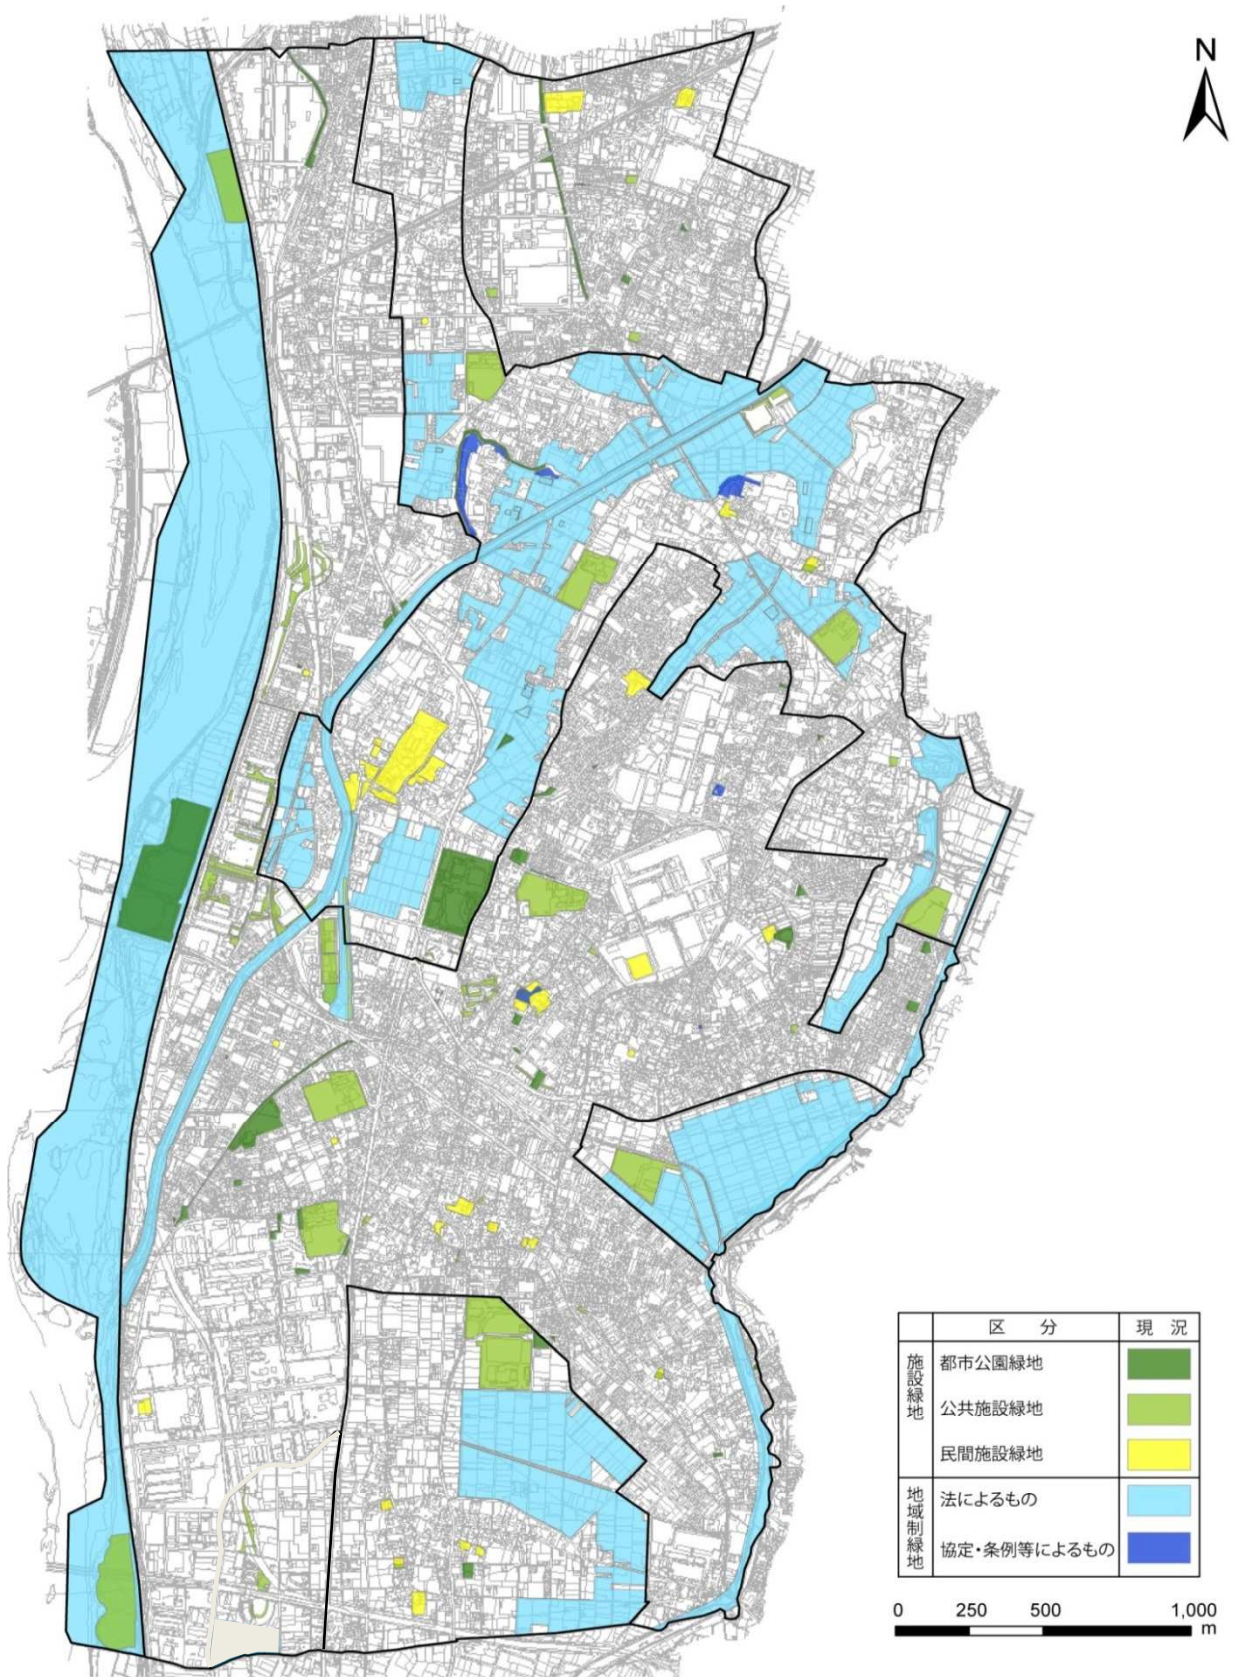 N
区 分
現 況
施設緑地
都市公園緑地
公共施設緑地
民間施設緑地
地域制緑地
法によるもの
協定・条例等によるもの
0 250 500 1,000
m